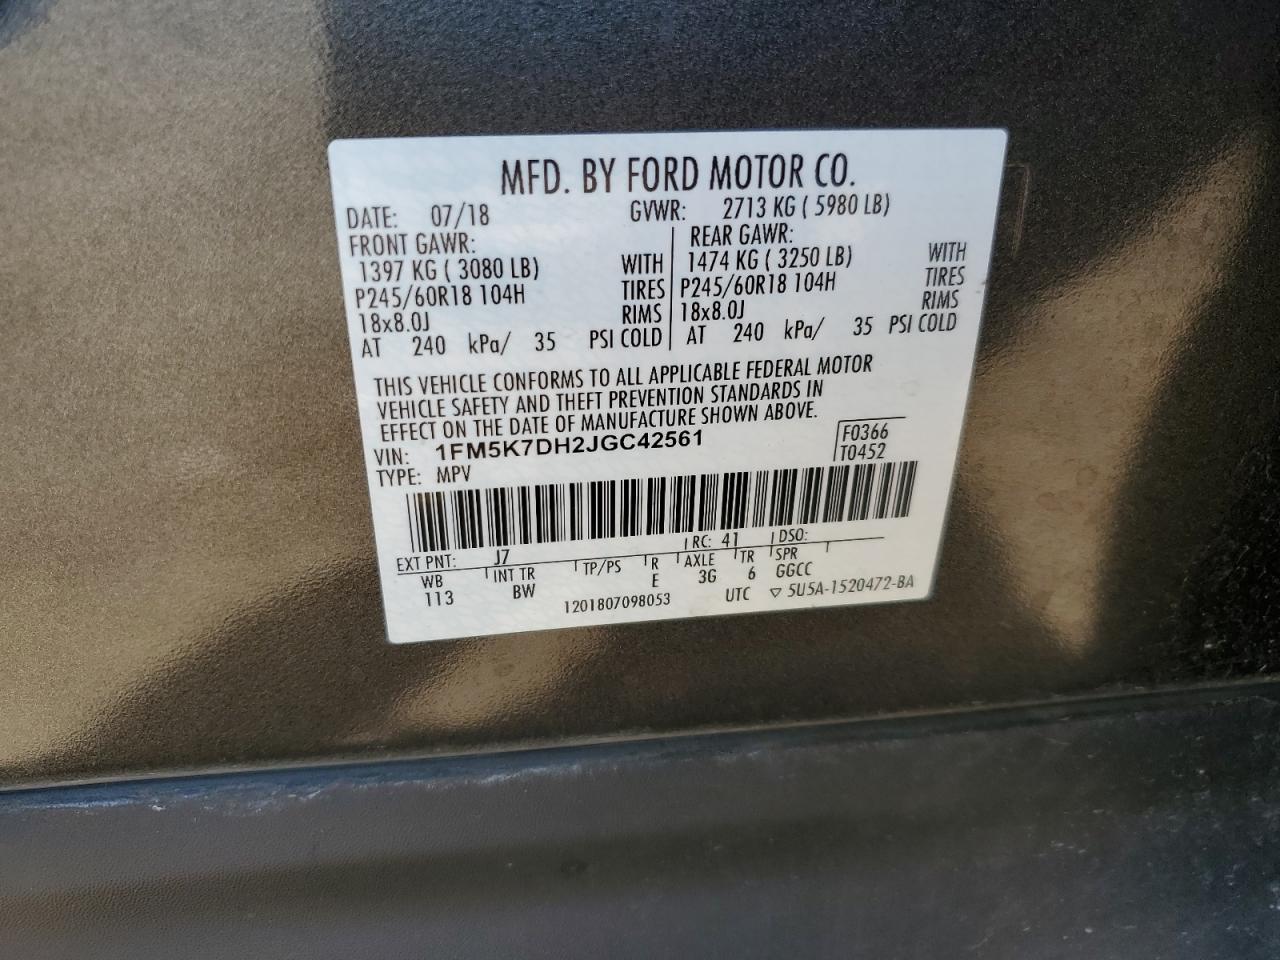 MFD. BY FORD MOTOR CO.
DATE: 07/18 GVWR: 2713 KG ( 5980 LB)
FRONT GAWR: REAR GAWR:
1397 KG ( 3080 LB) WITH 1474 KG ( 3250 LB) WITH
P245/60R18 104H TIRES P245/60R18 104H TIRES
18x8.0J RIMS 18x8.0J RIMS
AT 240 kPa/ 35 PSI COLD AT 240 kPa/ 35 PSI COLD
THIS VEHICLE CONFORMS TO ALL APPLICABLE FEDERAL MOTOR
VEHICLE SAFETY AND THEFT PREVENTION STANDARDS IN
EFFECT ON THE DATE OF MANUFACTURE SHOWN ABOVE.
VIN: 1FM5K7DH2JGC42561 F0366
TYPE: MPV T0452
EXT PNT: J7 RC: 41 DSO:
WB INT TR TP/PS R AXLE TR SPR
113 BW E 3G 6 GGCC
1201807098053 UTC ▽ 5U5A-1520472-BA